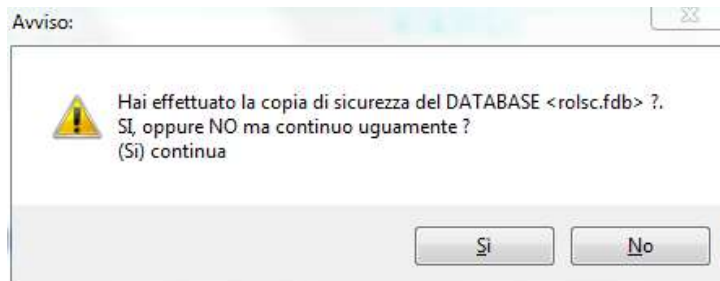 Avviso:
Hai effettuato la copia di sicurezza del DATABASE <rolsc.fdb> ?.
SI, oppure NO ma continuo uguamente ?
(Si) continua
Sì
No